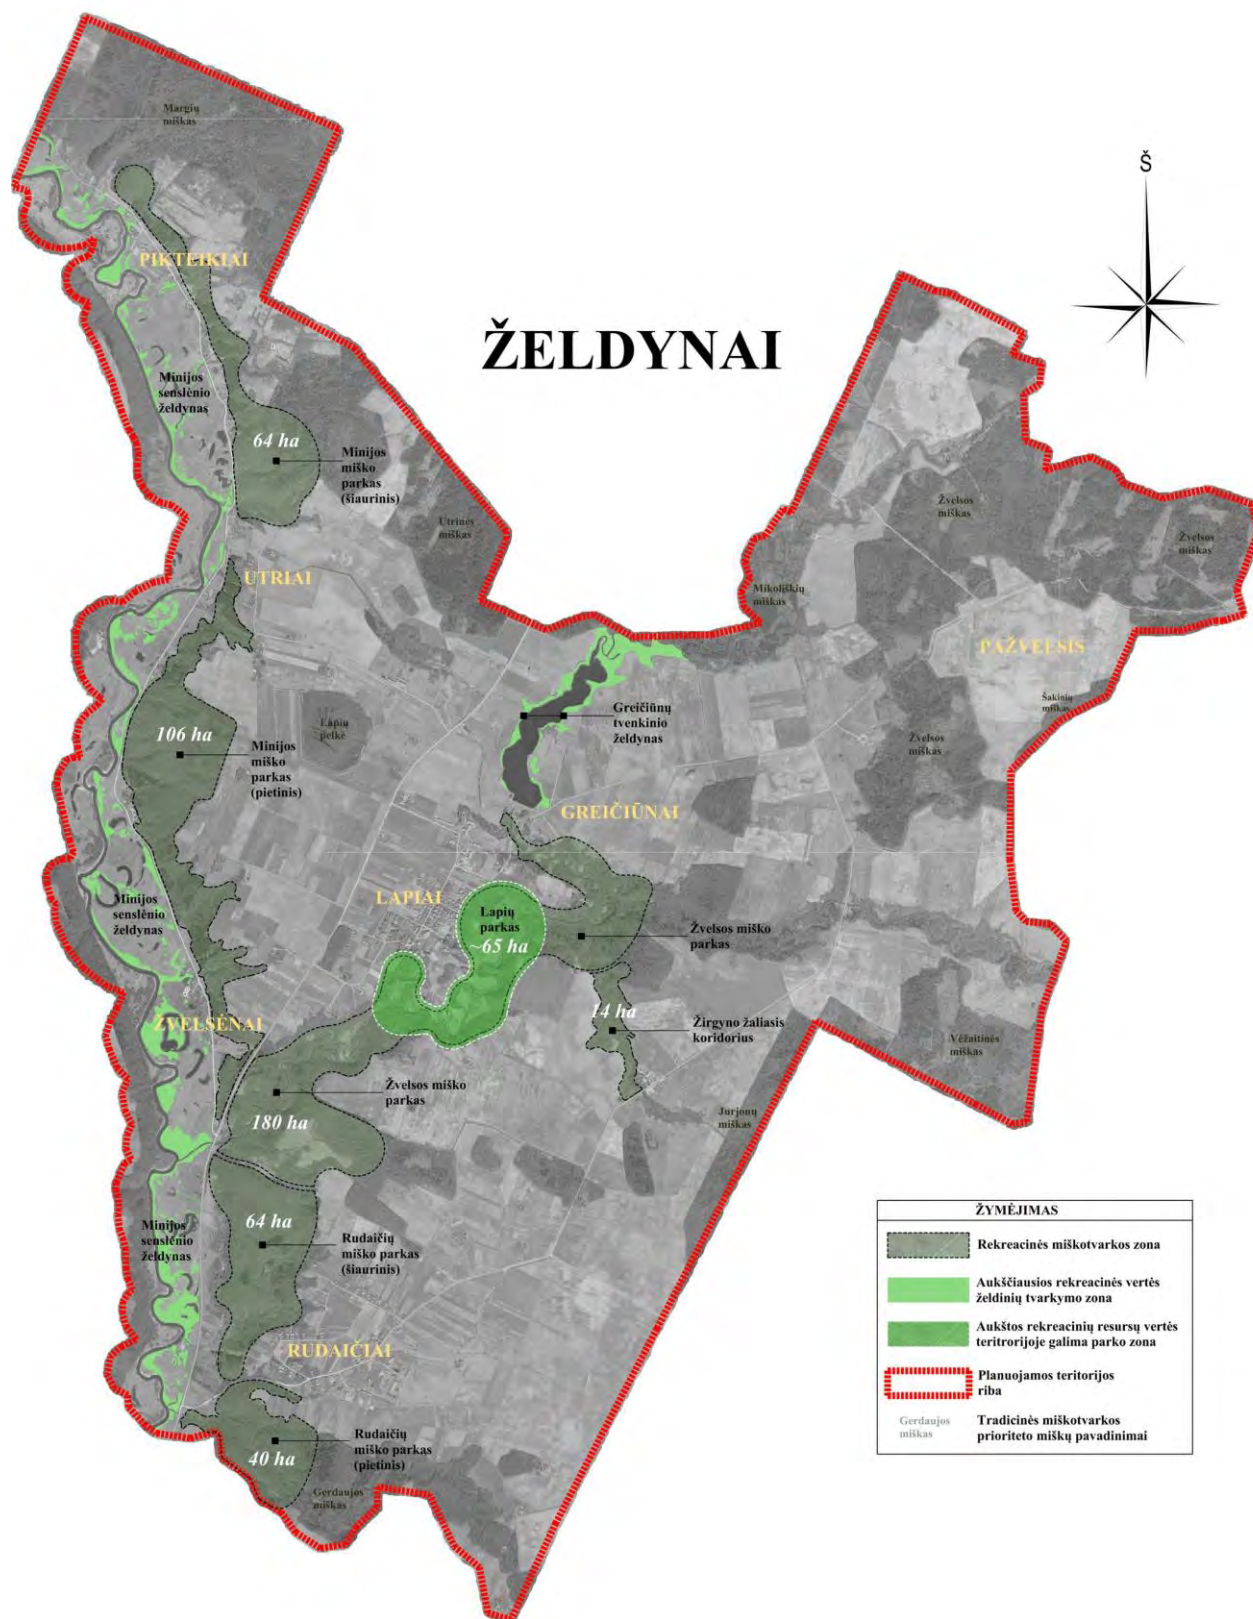 Š
Margių
miškas
PIKTEIKIAI
ŽELDYNAI
Minijos
senslėnio
želdynas
64 ha
Minijos
miško
parkas
(šiaurinis)
Utrinės
miškas
Žvelsos
miškas
Žvelsos
miškas
UTRIAI
Mikoliškių
miškas
PAŽVELSIS
Šakinių
miškas
106 ha
Minijos
miško
parkas
(pietinis)
Lapių
pelkė
Greičiūnų
tvenkinio
želdynas
Žvelsos
miškas
GREIČIŪNAI
LAPIAI
Minijos
senslėnio
želdynas
Lapių
parkas
~65 ha
Žvelsos miško
parkas
14 ha
Žirgyno žaliasis
koridorius
ŽVELSĖNAI
Vėžaitinės
miškas
Žvelsos miško
parkas
180 ha
Jurjonų
miškas
Minijos
senslėnio
želdynas
64 ha
Rudaičių
miško parkas
(šiaurinis)
RUDAIČIAI
40 ha
Rudaičių
miško parkas
(pietinis)
Gerdaujos
miškas
ŽYMĖJIMAS
Rekreacinės miškotvarkos zona
Aukščiausios rekreacinės vertės
želdinių tvarkymo zona
Aukštos rekreacinių resursų vertės
teritrorijoje galima parko zona
Planuojamos teritorijos
riba
Gerdaujos
miškas
Tradicinės miškotvarkos
prioriteto miškų pavadinimai